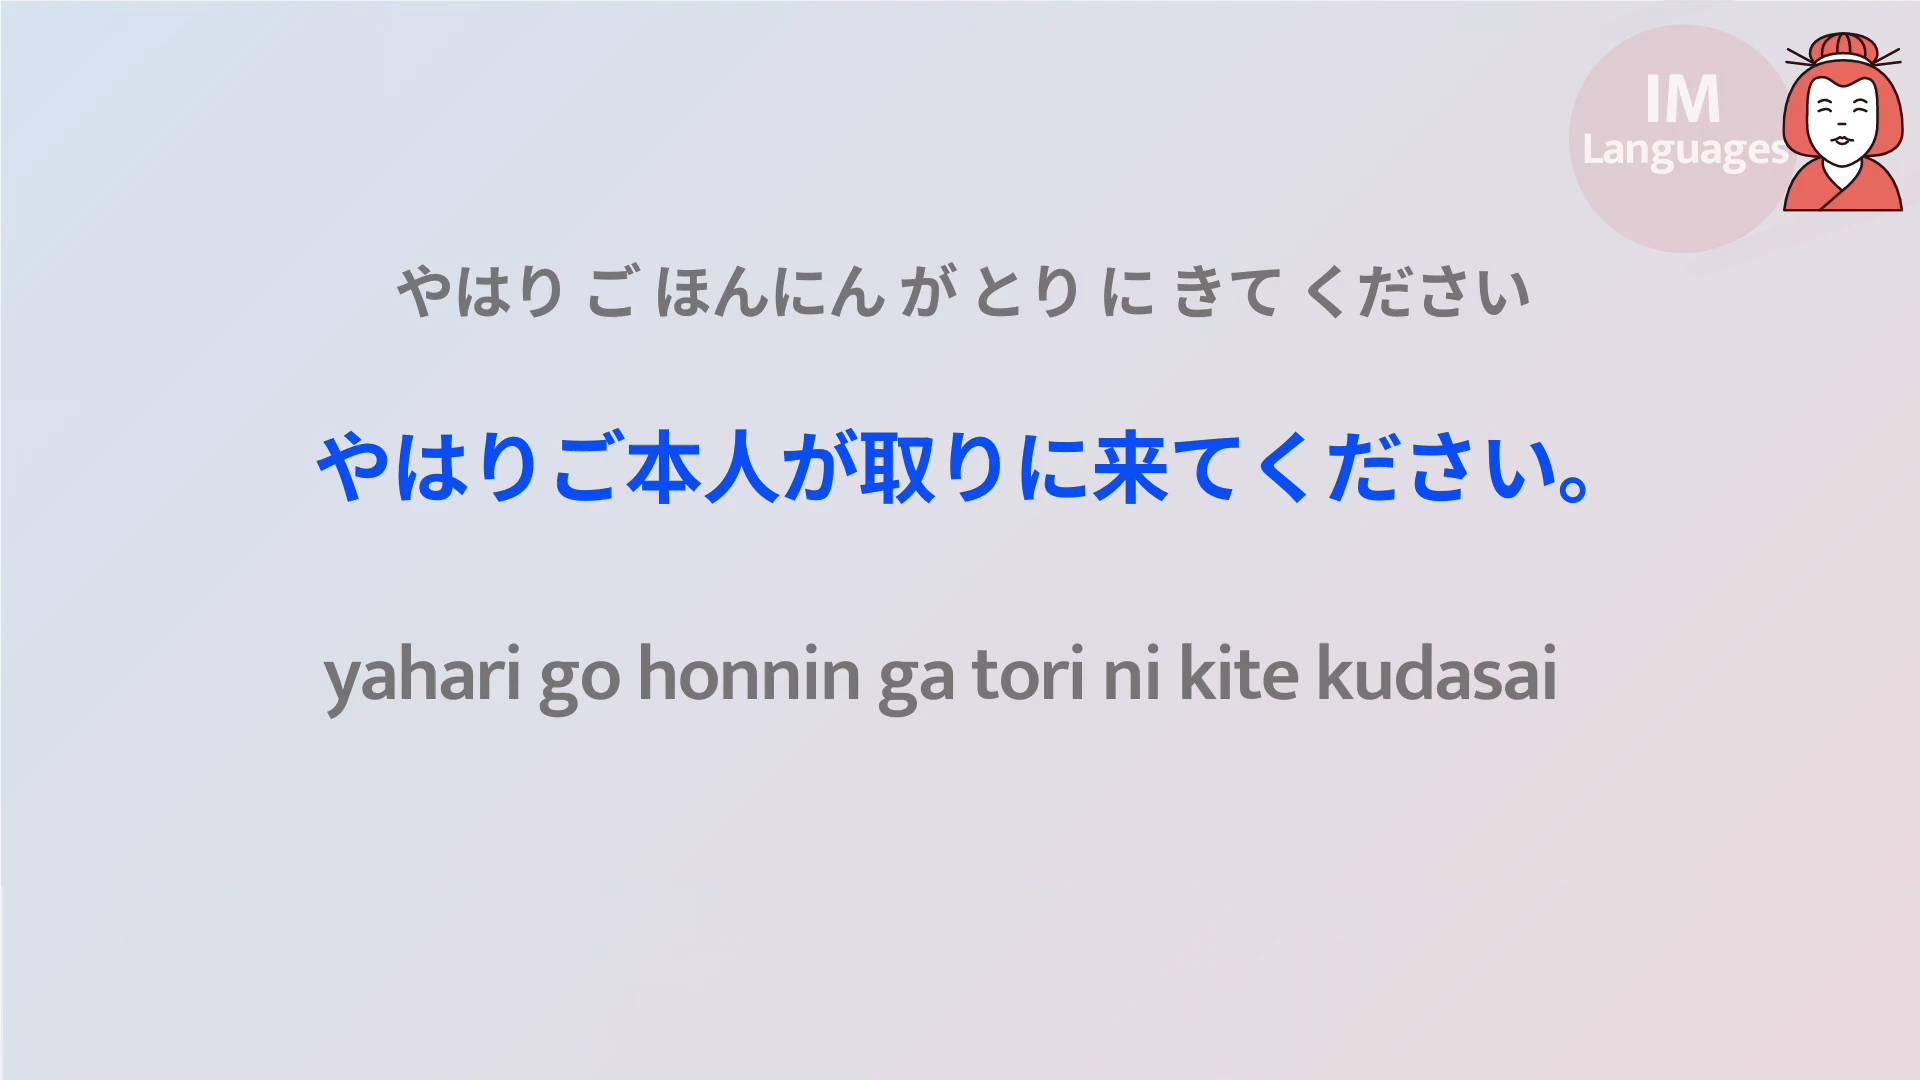 IM
Languages
やはり ご ほんにん が とり に きて ください
やはりご本人が取りに来てください。
yahari go honnin ga tori ni kite kudasai